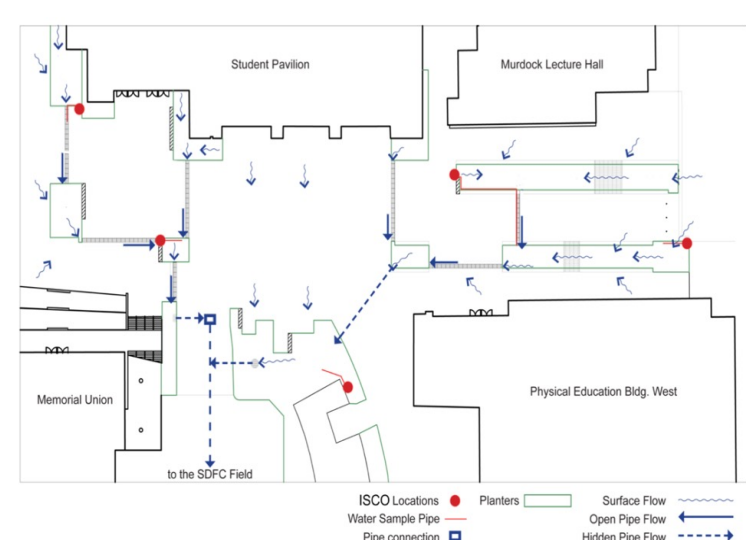 Student Pavilion
Murdock Lecture Hall
Memorial Union
Physical Education Bldg. West
to the SDFC Field
ISCO Locations
Planters
Surface Flow
Water Sample Pipe
Open Pipe Flow
Pipe connection
Hidden Pipe Flow